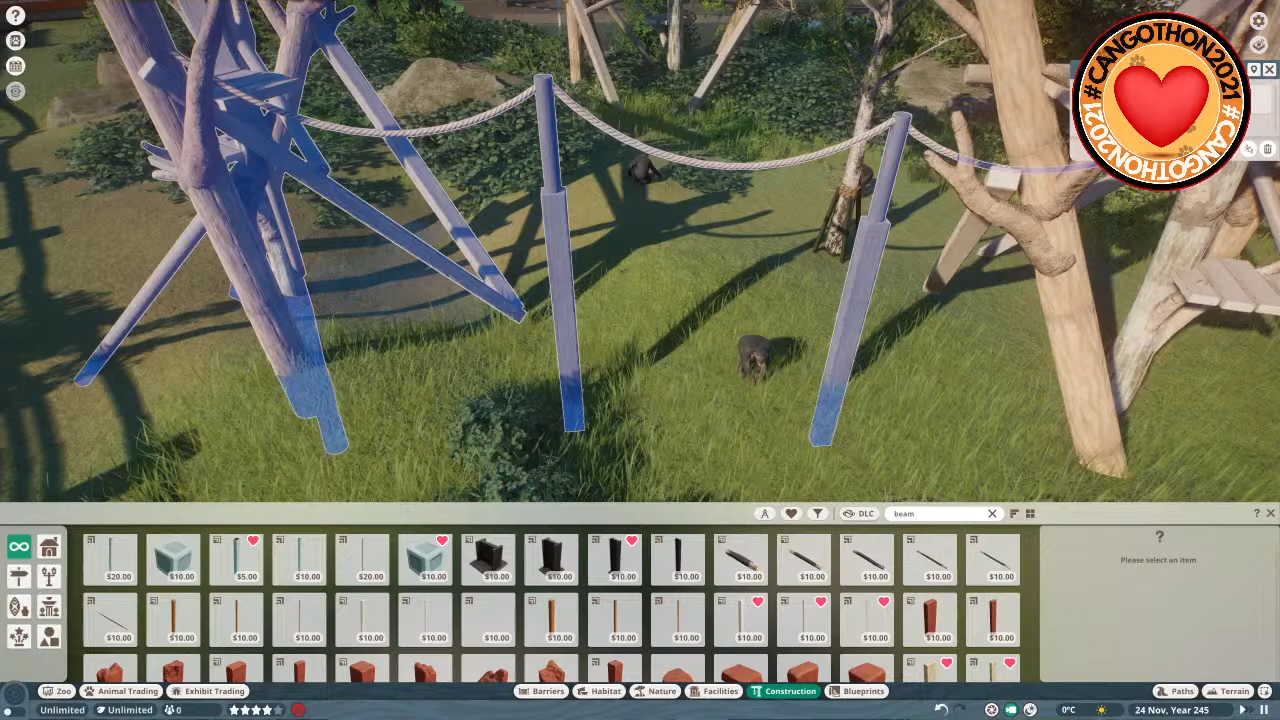 #CANGOTHON2021
#CANGOTHON2021
DLC
beam
$20.00 $10.00 $5.00 $10.00 $20.00 $10.00 $10.00 $10.00 $10.00 $10.00 $10.00 $10.00 $10.00 $10.00 $10.00
?
Please select an item
$10.00 $10.00 $10.00 $10.00 $10.00 $10.00 $10.00 $10.00 $10.00 $10.00 $10.00 $10.00 $10.00 $10.00 $10.00
Zoo Animal Trading Exhibit Trading Barriers Habitat Nature Facilities Construction Blueprints Paths Terrain
Unlimited Unlimited 0 0°C 24 Nov, Year 245